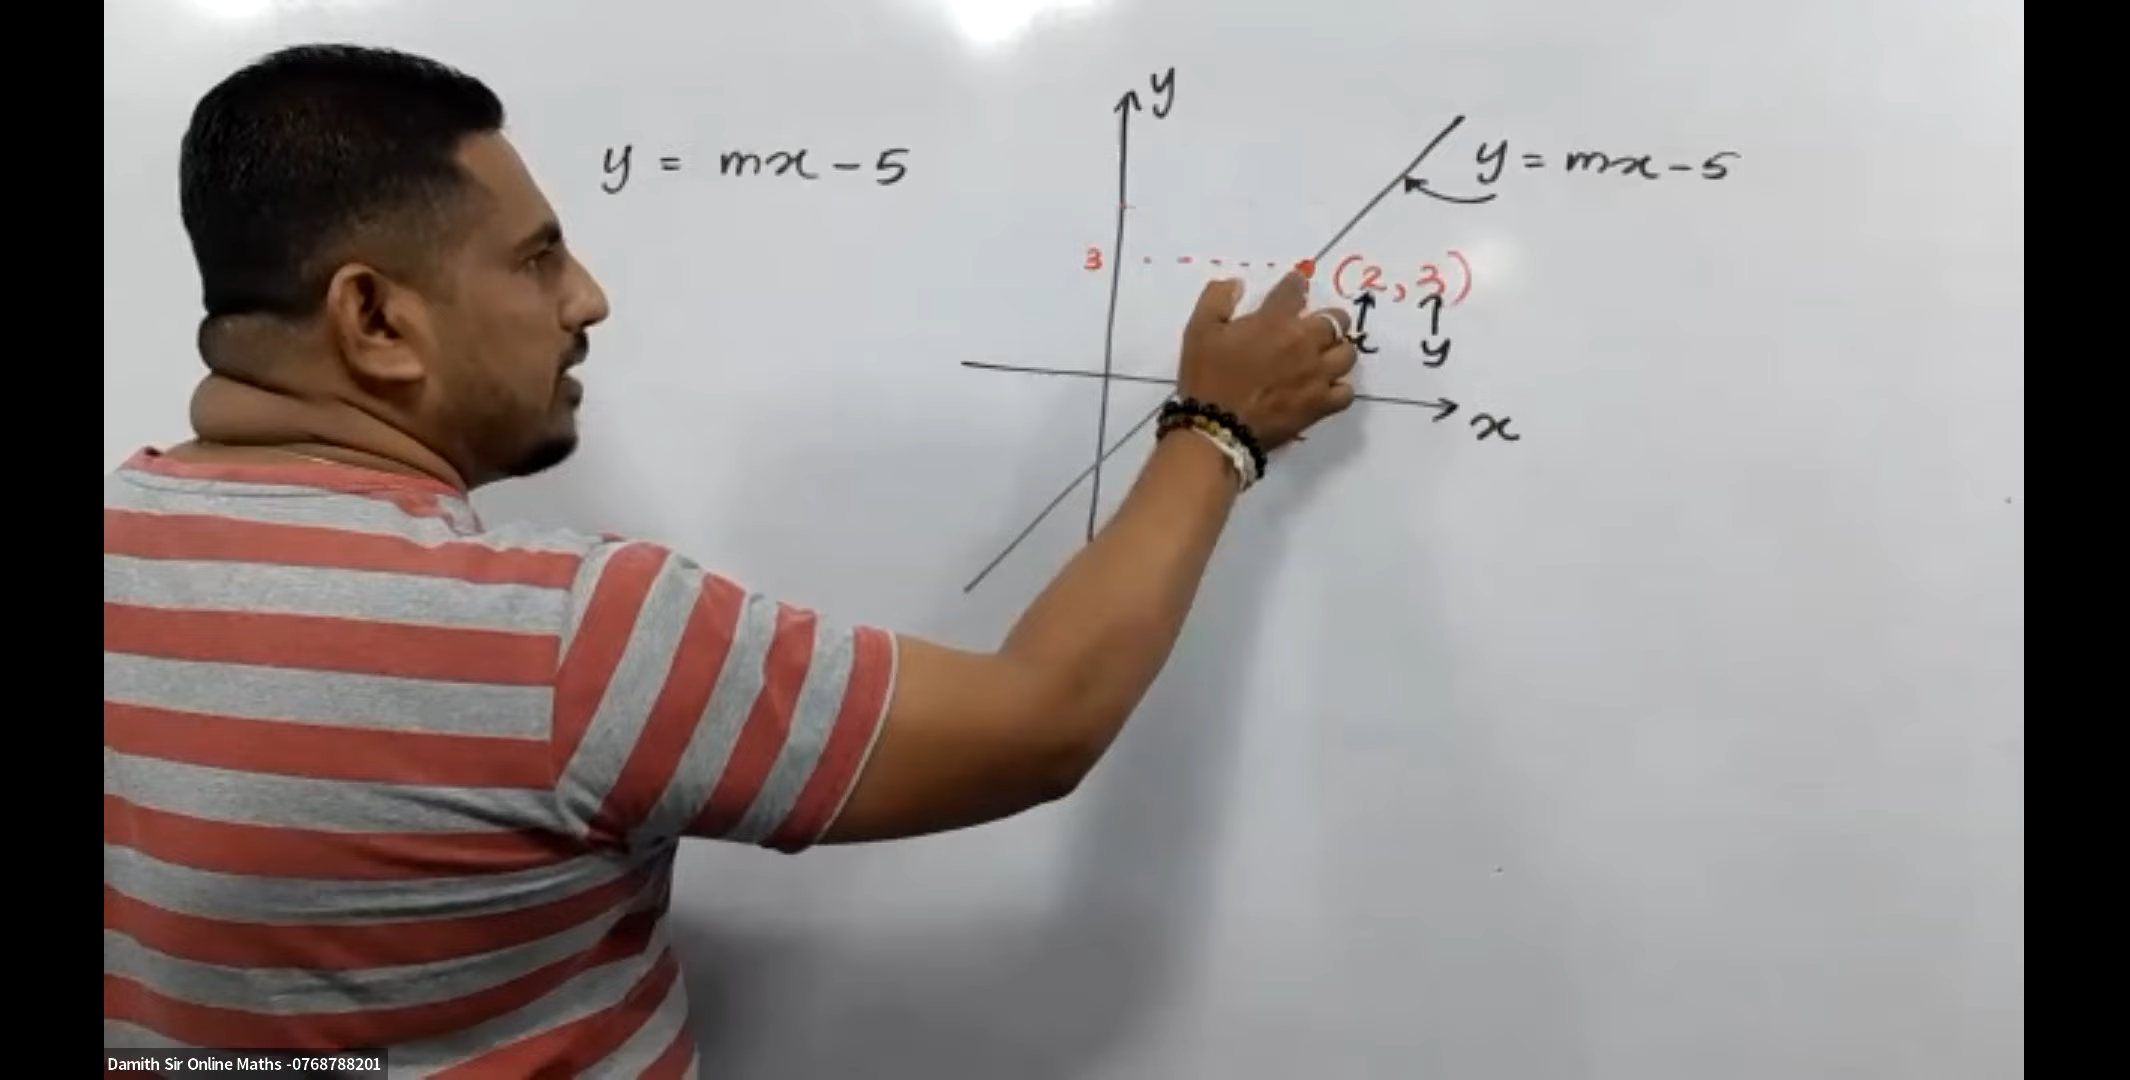 y
y = mx - 5
y = mx - 5
3
(2, 3)
x y
x
Damith Sir Online Maths -0768788201